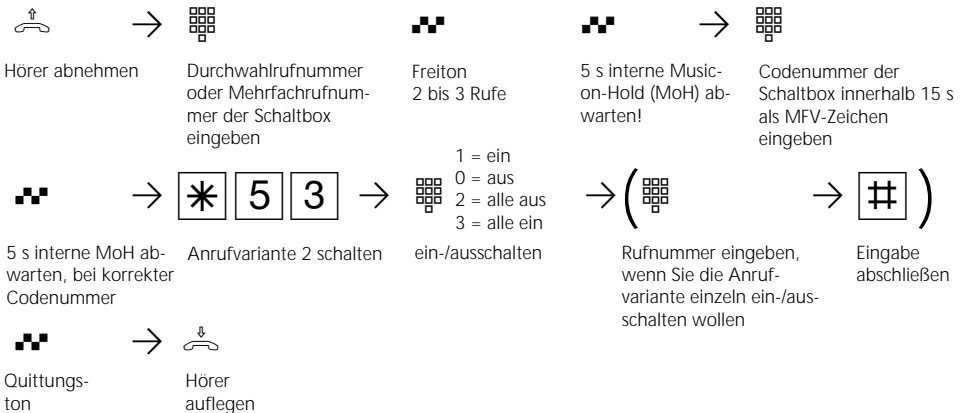 Hörer abnehmen
Durchwahlrufnummer
oder Mehrfachrufnum-
mer der Schaltbox
eingeben
Freiton
2 bis 3 Rufe
5 s interne Music-
on-Hold (MoH) ab-
warten!
Codenummer der
Schaltbox innerhalb 15 s
als MFV-Zeichen
eingeben
5 s interne MoH ab-
warten, bei korrekter
Codenummer
* 5 3
Anrufvariante 2 schalten
1 = ein
0 = aus
2 = alle aus
3 = alle ein
ein-/ausschalten
(
Rufnummer eingeben,
wenn Sie die Anruf-
variante einzeln ein-/aus-
schalten wollen
# )
Eingabe
abschließen
Quittungs-
ton
Hörer
auflegen